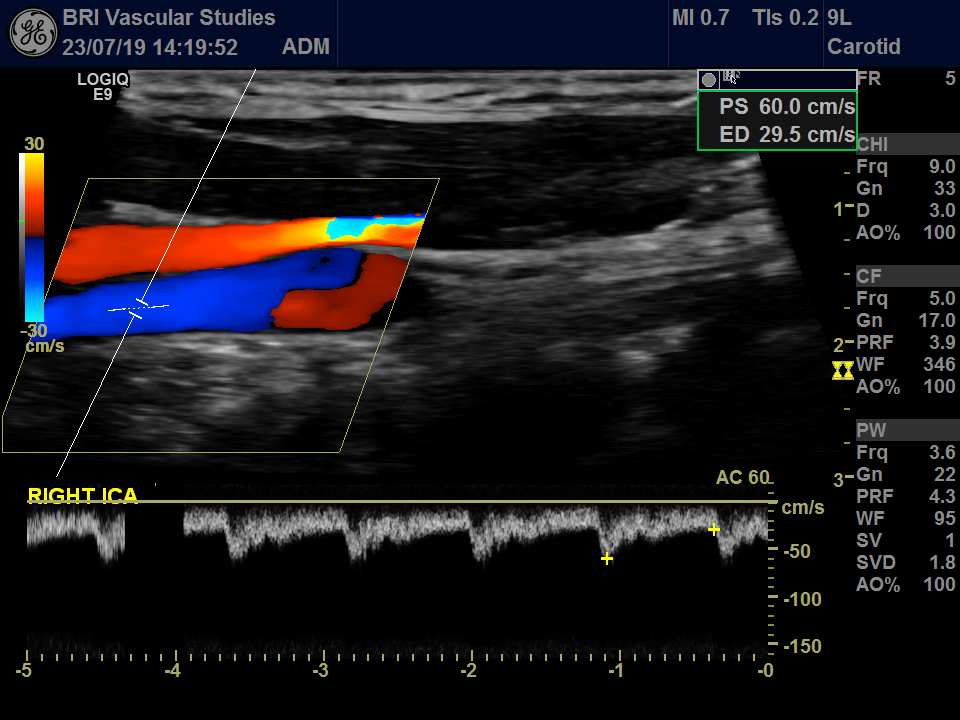 BRI Vascular Studies
23/07/19 14:19:52 ADM
MI 0.7 TIs 0.2 9L
Carotid
LOGIQ
E9
PS 60.0 cm/s
ED 29.5 cm/s
FR 5
CHI
Frq 9.0
Gn 33
D 3.0
AO% 100
CF
Frq 5.0
Gn 17.0
PRF 3.9
WF 346
AO% 100
PW
Frq 3.6
Gn 22
PRF 4.3
WF 95
SV 1
SVD 1.8
AO% 100
30
-30
cm/s
1
2
3
RIGHT ICA
AC 60
cm/s
-50
-100
-150
-5 -4 -3 -2 -1 -0